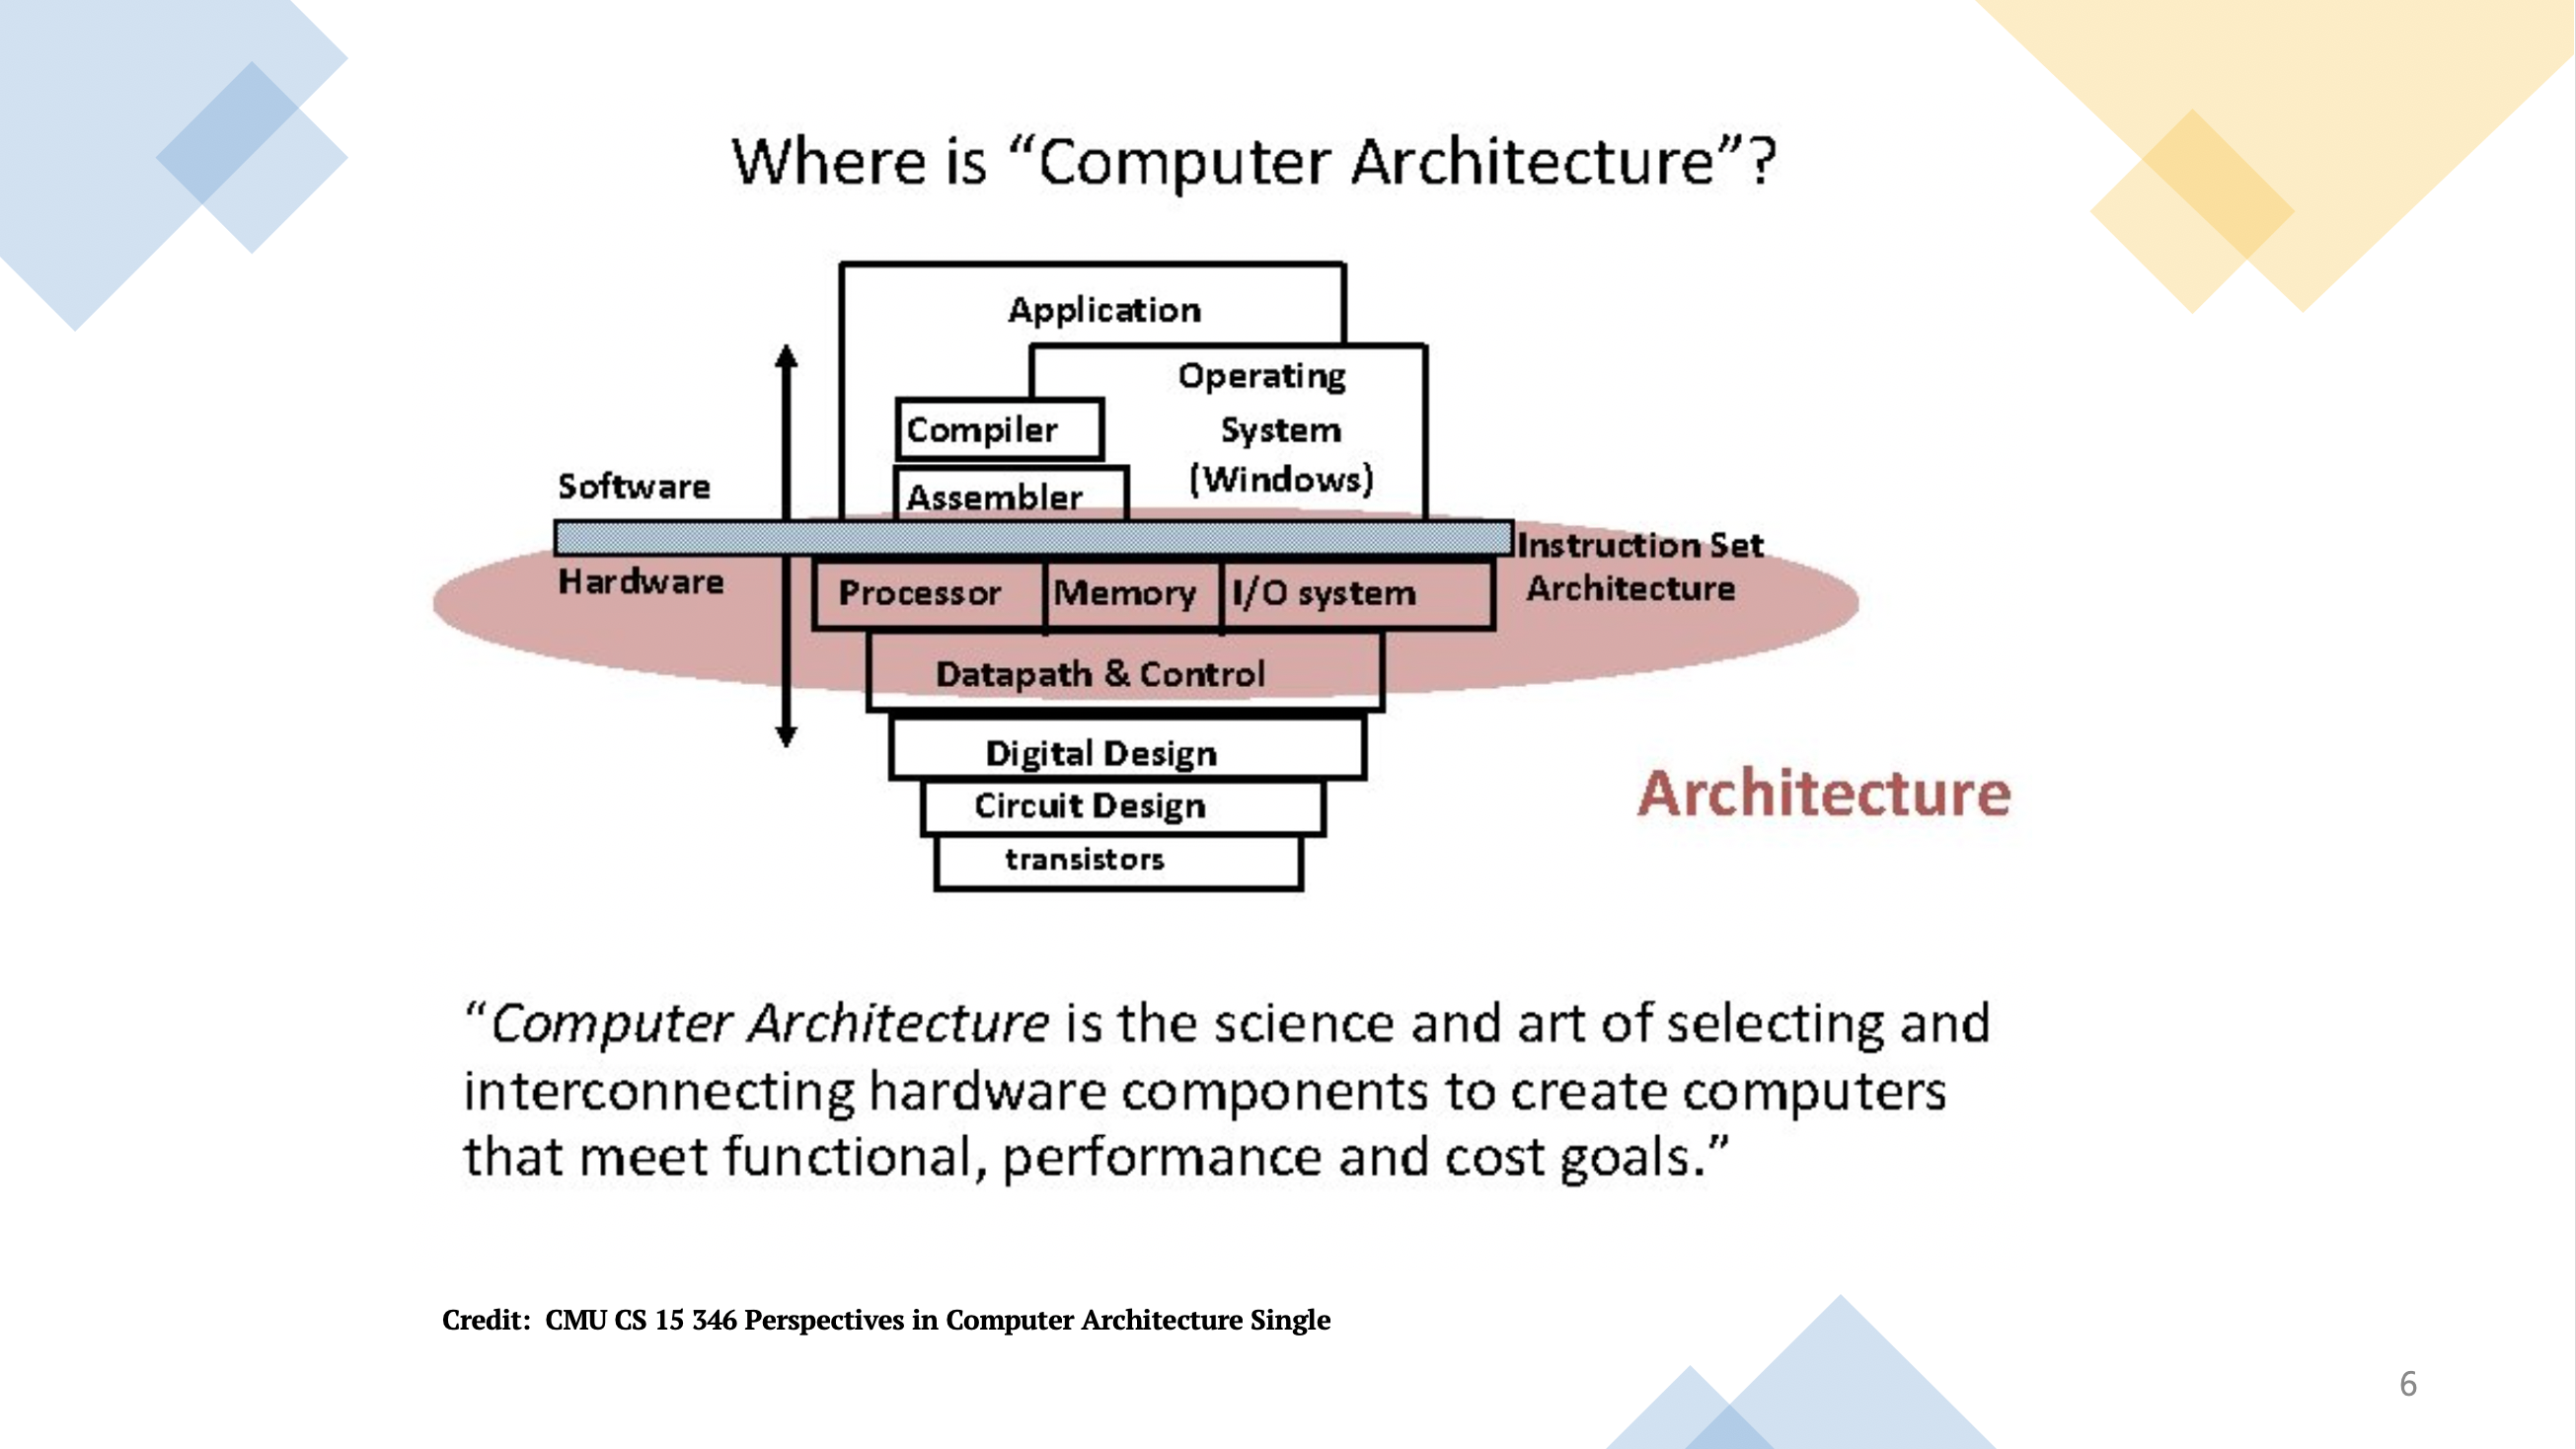 Where is “Computer Architecture”?
Application
Operating
System
(Windows)
Compiler
Assembler
Software
Hardware
Instruction Set
Architecture
Processor
Memory
I/O system
Datapath & Control
Digital Design
Circuit Design
transistors
Architecture
“Computer Architecture is the science and art of selecting and
interconnecting hardware components to create computers
that meet functional, performance and cost goals.”
Credit: CMU CS 15 346 Perspectives in Computer Architecture Single
6